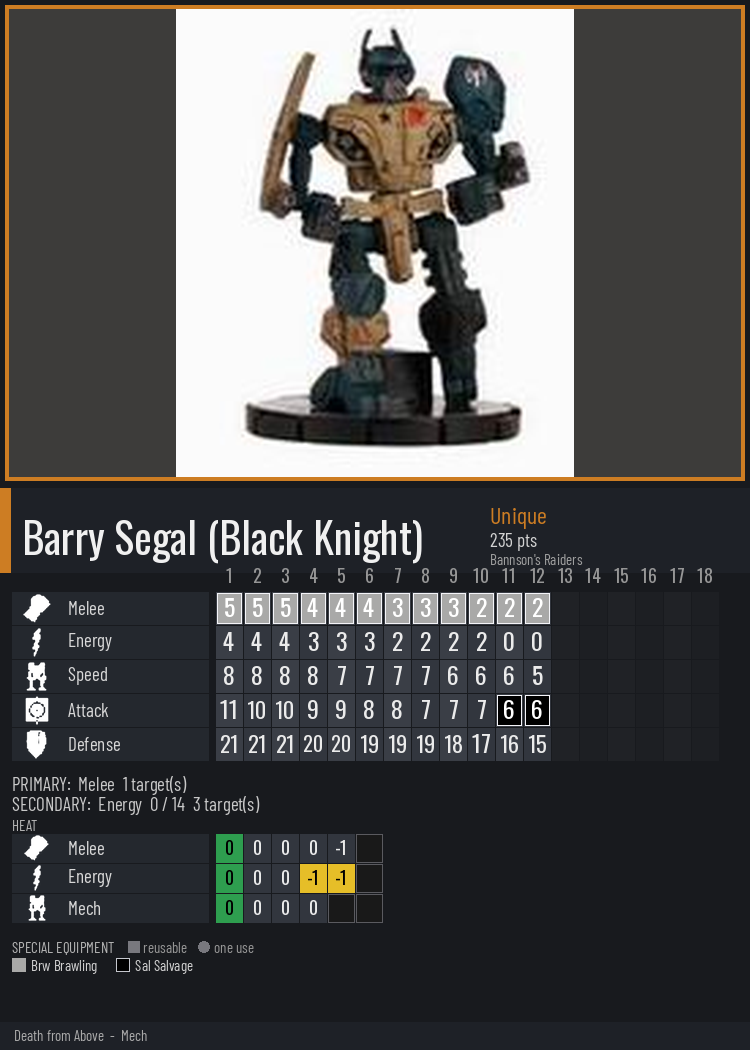 Barry Segal (Black Knight)
Unique
235 pts
Bannson's Raiders
1 2 3 4 5 6 7 8 9 10 11 12 13 14 15 16 17 18
Melee 5 5 5 4 4 4 3 3 3 2 2 2
Energy 4 4 4 3 3 3 2 2 2 2 0 0
Speed 8 8 8 8 7 7 7 7 6 6 6 5
Attack 11 10 10 9 9 8 8 7 7 7 6 6
Defense 21 21 21 20 20 19 19 19 18 17 16 15
PRIMARY: Melee 1 target(s)
SECONDARY: Energy 0 / 14 3 target(s)
HEAT
Melee 0 0 0 0 -1
Energy 0 0 0 -1 -1
Mech 0 0 0 0
SPECIAL EQUIPMENT reusable one use
Brw Brawling Sal Salvage
Death from Above - Mech